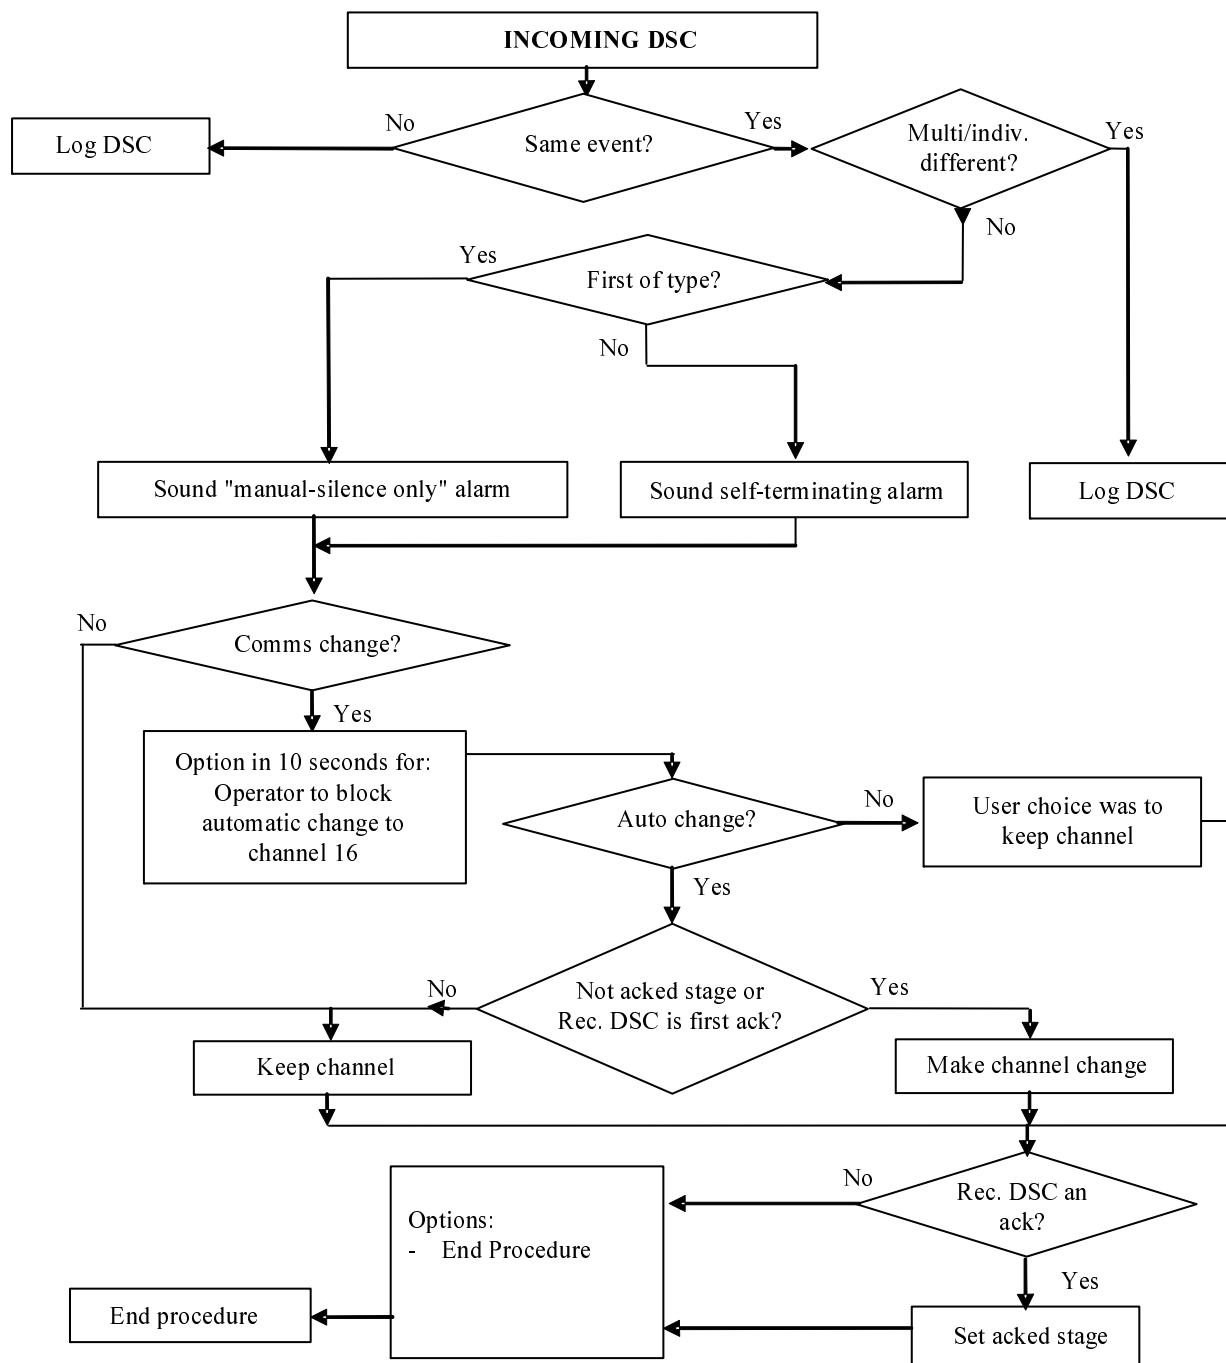 INCOMING DSC
No
Yes
Log DSC
Same event?
Multi/indiv.
different?
Yes
No
Yes
First of type?
No
Sound "manual-silence only" alarm
Sound self-terminating alarm
Log DSC
No
Comms change?
Yes
Option in 10 seconds for:
Operator to block
automatic change to
channel 16
Auto change?
No
User choice was to
keep channel
Yes
No
Not acked stage or
Rec. DSC is first ack?
Yes
Keep channel
Make channel change
No
Rec. DSC an
ack?
Options:
- End Procedure
Yes
End procedure
Set acked stage